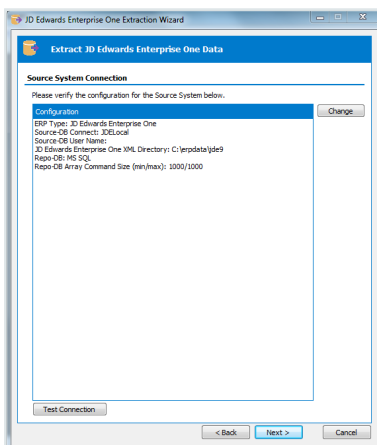 JD Edwards Enterprise One Extraction Wizard
Extract JD Edwards Enterprise One Data
Source System Connection
Please verify the configuration for the Source System below.
Configuration
Change
ERP Type: JD Edwards Enterprise One
Source-DB Connect: JDELocal
Source-DB User Name:
JD Edwards Enterprise One XML Directory: C:\erpdata\jde9
Repo-DB: MS SQL
Repo-DB Array Command Size (min/max): 1000/1000
Test Connection
< Back Next > Cancel